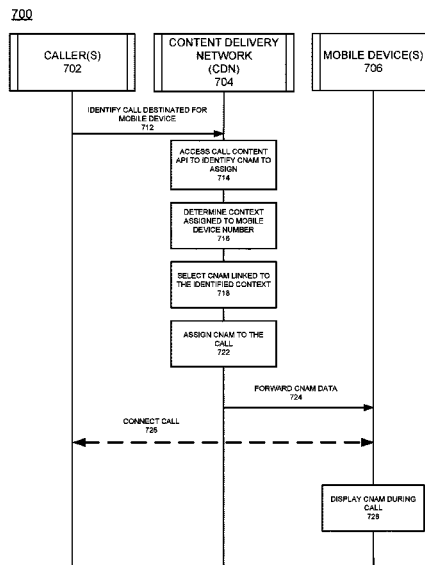 700
CALLER(S)
702
CONTENT DELIVERY
NETWORK
(CDN)
704
MOBILE DEVICE(S)
706
IDENTIFY CALL DESTINATED FOR
MOBILE DEVICE
712
ACCESS CALL CONTENT
API TO IDENTIFY CNAM TO
ASSIGN
714
DETERMINE CONTEXT
ASSIGNED TO MOBILE
DEVICE NUMBER
716
SELECT CNAM LINKED TO
THE IDENTIFIED CONTEXT
718
ASSIGN CNAM TO THE
CALL
722
FORWARD CNAM DATA
724
CONNECT CALL
725
DISPLAY CNAM DURING
CALL
726